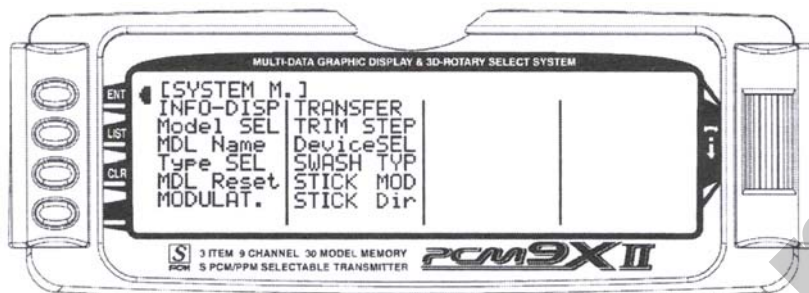 MULTI-DATA GRAPHIC DISPLAY & 3D-ROTARY SELECT SYSTEM
ENT
LIST
CLR
[SYSTEM M.]
INFO-DISP TRANSFER
Model SEL TRIM STEP
MDL Name DeviceSEL
Type SEL SWASH TYP
MDL Reset STICK MOD
MODULAT. STICK Dir
S PCM
3 ITEM 9 CHANNEL 30 MODEL MEMORY
S PCM/PPM SELECTABLE TRANSMITTER
PCM9XII